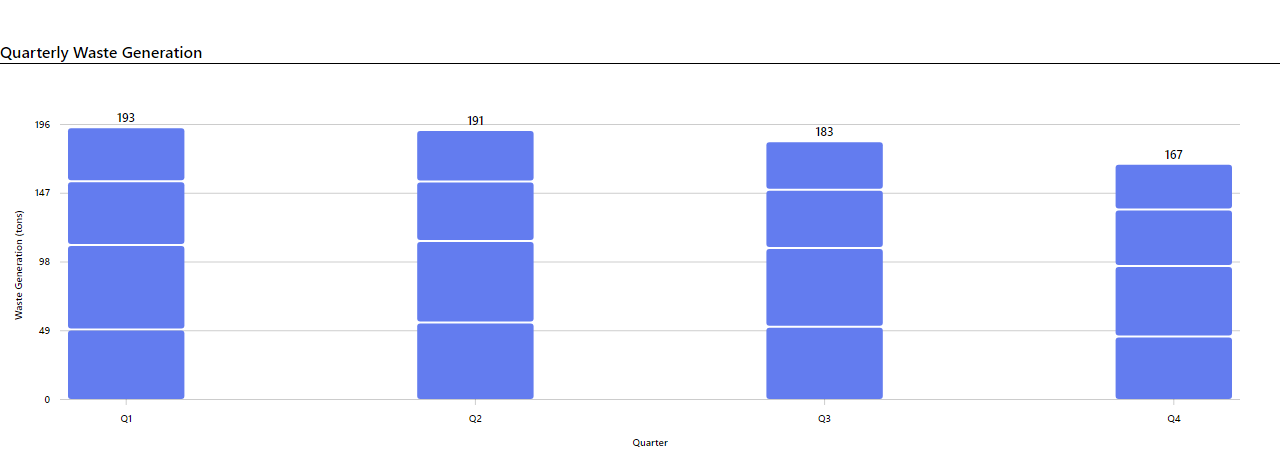 Quarterly Waste Generation
193
191
183
167
196
147
98
49
0
Waste Generation (tons)
Q1
Q2
Q3
Q4
Quarter